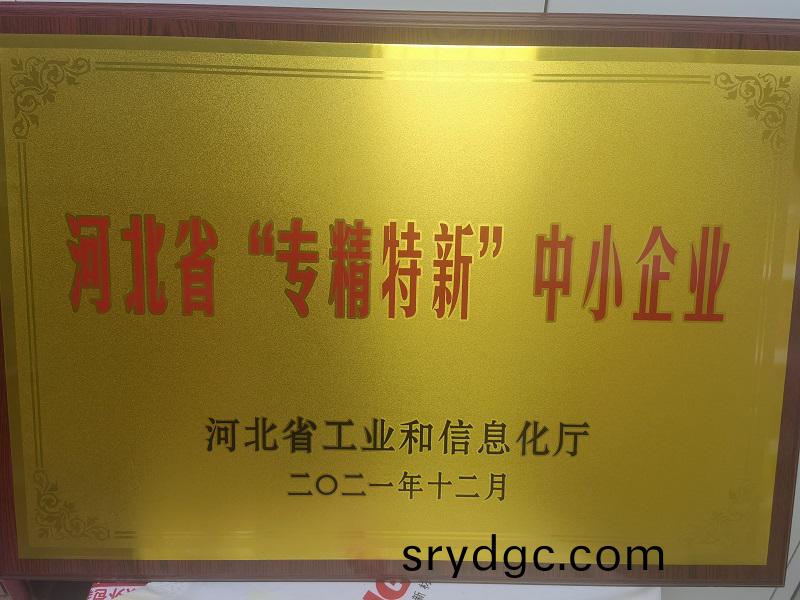 河北省“专精特新”中小企业
河北省工业和信息化厅
二〇二一年十二月
srydgc.com